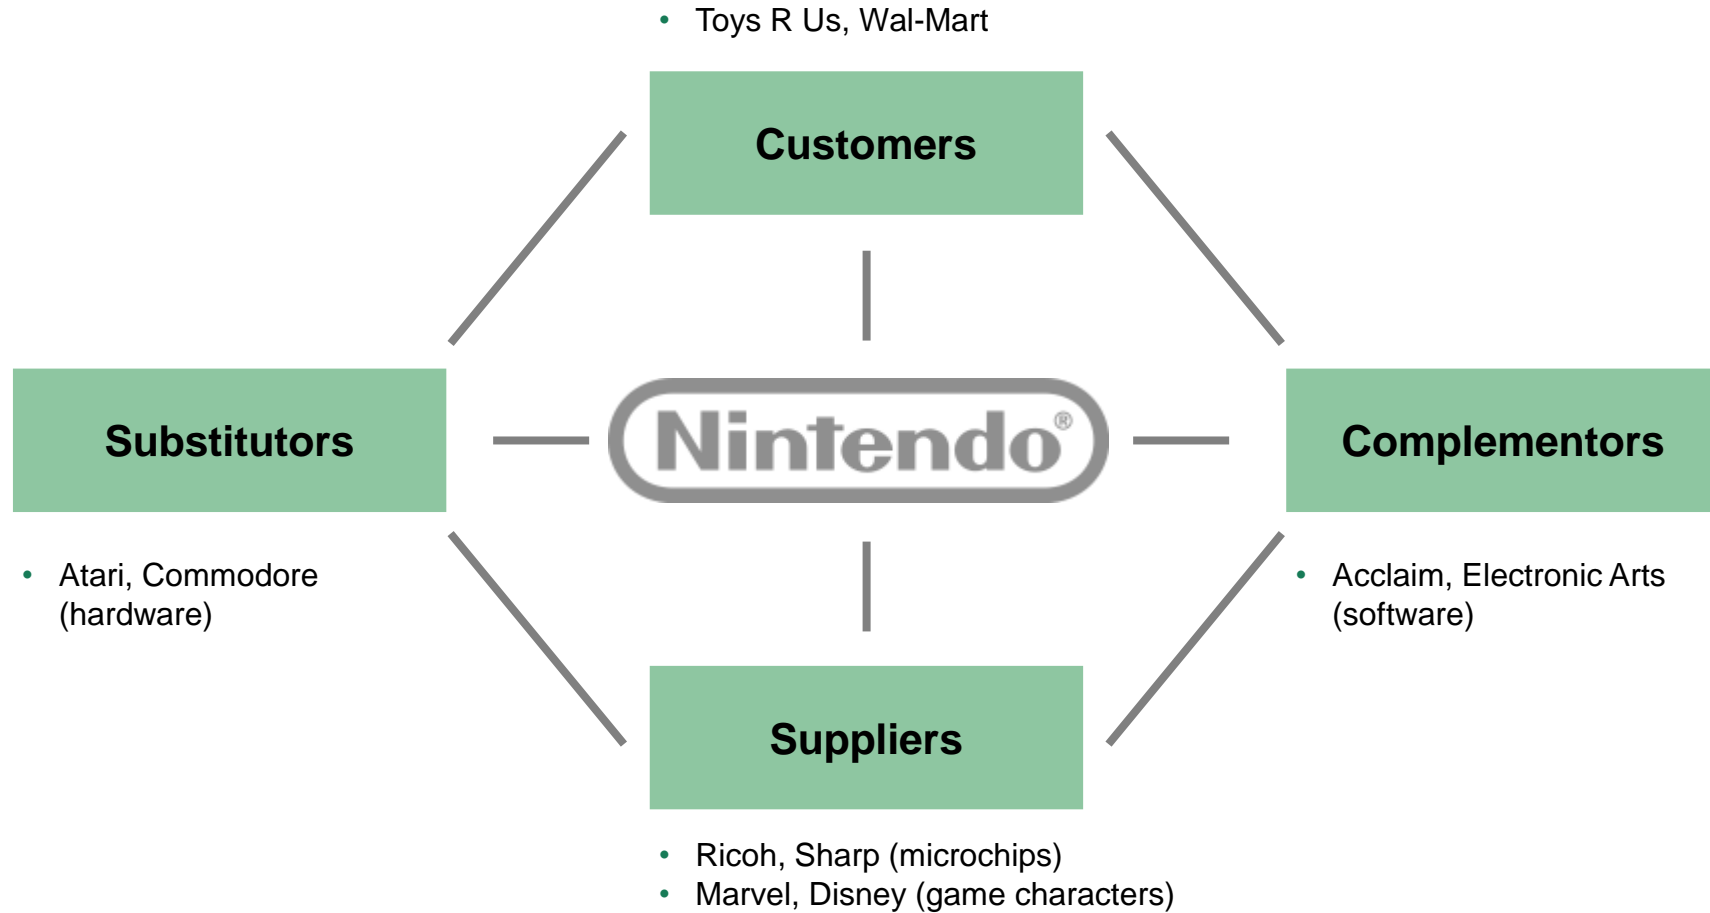 • Toys R Us, Wal-Mart
Customers
Substitutors
Nintendo®
Complementors
• Atari, Commodore
(hardware)
• Acclaim, Electronic Arts
(software)
Suppliers
• Ricoh, Sharp (microchips)
• Marvel, Disney (game characters)